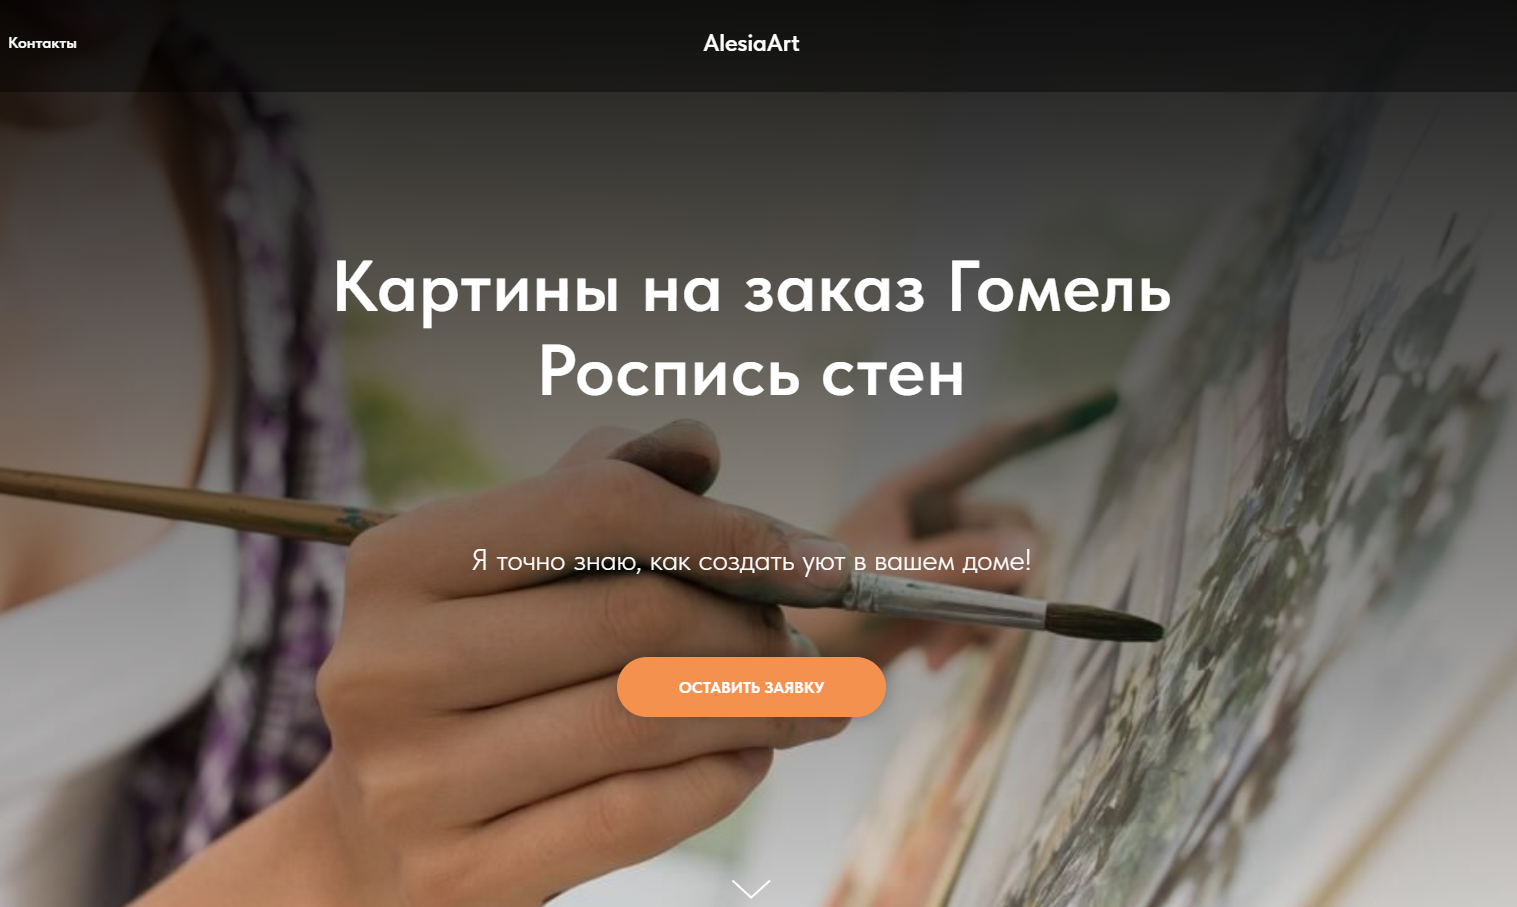 Контакты
AlesiaArt
Картины на заказ Гомель
Роспись стен
Я точно знаю, как создать уют в вашем доме!
ОСТАВИТЬ ЗАЯВКУ